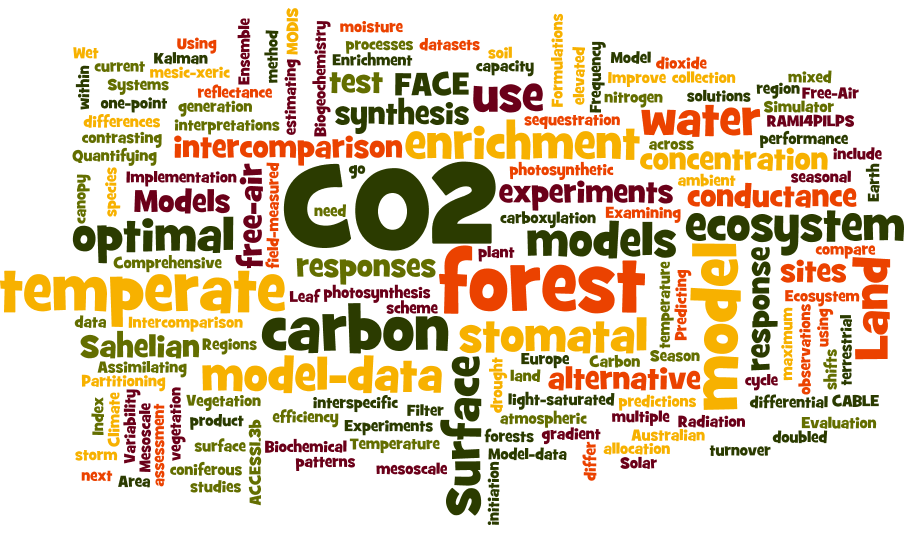 Wet
current
within
Using
Kalman
mesic-xeric
Ensemble
method
MODIS
estimating
Biogeochemistry
moisture
processes
datasets
Enrichment
soil
capacity
Formulations
elevated
Frequency
Model
dioxide
Improve
collection
Systems
reflectance
one-point
generation
test
FACE
use
nitrogen
solutions
region
mixed
Free-Air
Simulator
differences
interpretations
synthesis
sequestration
water
RAMI4PILPS
contrasting
performance
Quantifying
intercomparison
enrichment
across
concentration
include
canopy
species
Implementation
Models
free-air
field-measured
go
CO2
need
photosynthetic
experiments
ambient
seasonal
Earth
conductance
carboxylation
Examining
optimal
models
ecosystem
Comprehensive
responses
plant
forest
temperature
Predicting
model
response
compare
sites
Land
temperate
Leaf
photosynthesis
scheme
Ecosystem
data
Intercomparison
carbon
stomatal
maximum
observations
using
shifts
terrestrial
Sahelian
Regions
Surface
Europe
Carbon
Season
Assimilating
Partitioning
model-data
drought
land
alternative
cycle
Index
Climate
Variability
Mesoscale
assessment
vegetation
Vegetation
interspecific
Filter
light-saturated
predictions
differential
CABLE
product
efficiency
Experiments
atmospheric
multiple
Radiation
Evaluation
surface
ACCESS1.3b
Biochemical
Temperature
forests
gradient
Australian
doubled
storm
patterns
mesoscale
Model-data
differ
allocation
turnover
next
Area
coniferous
studies
initiation
Solar